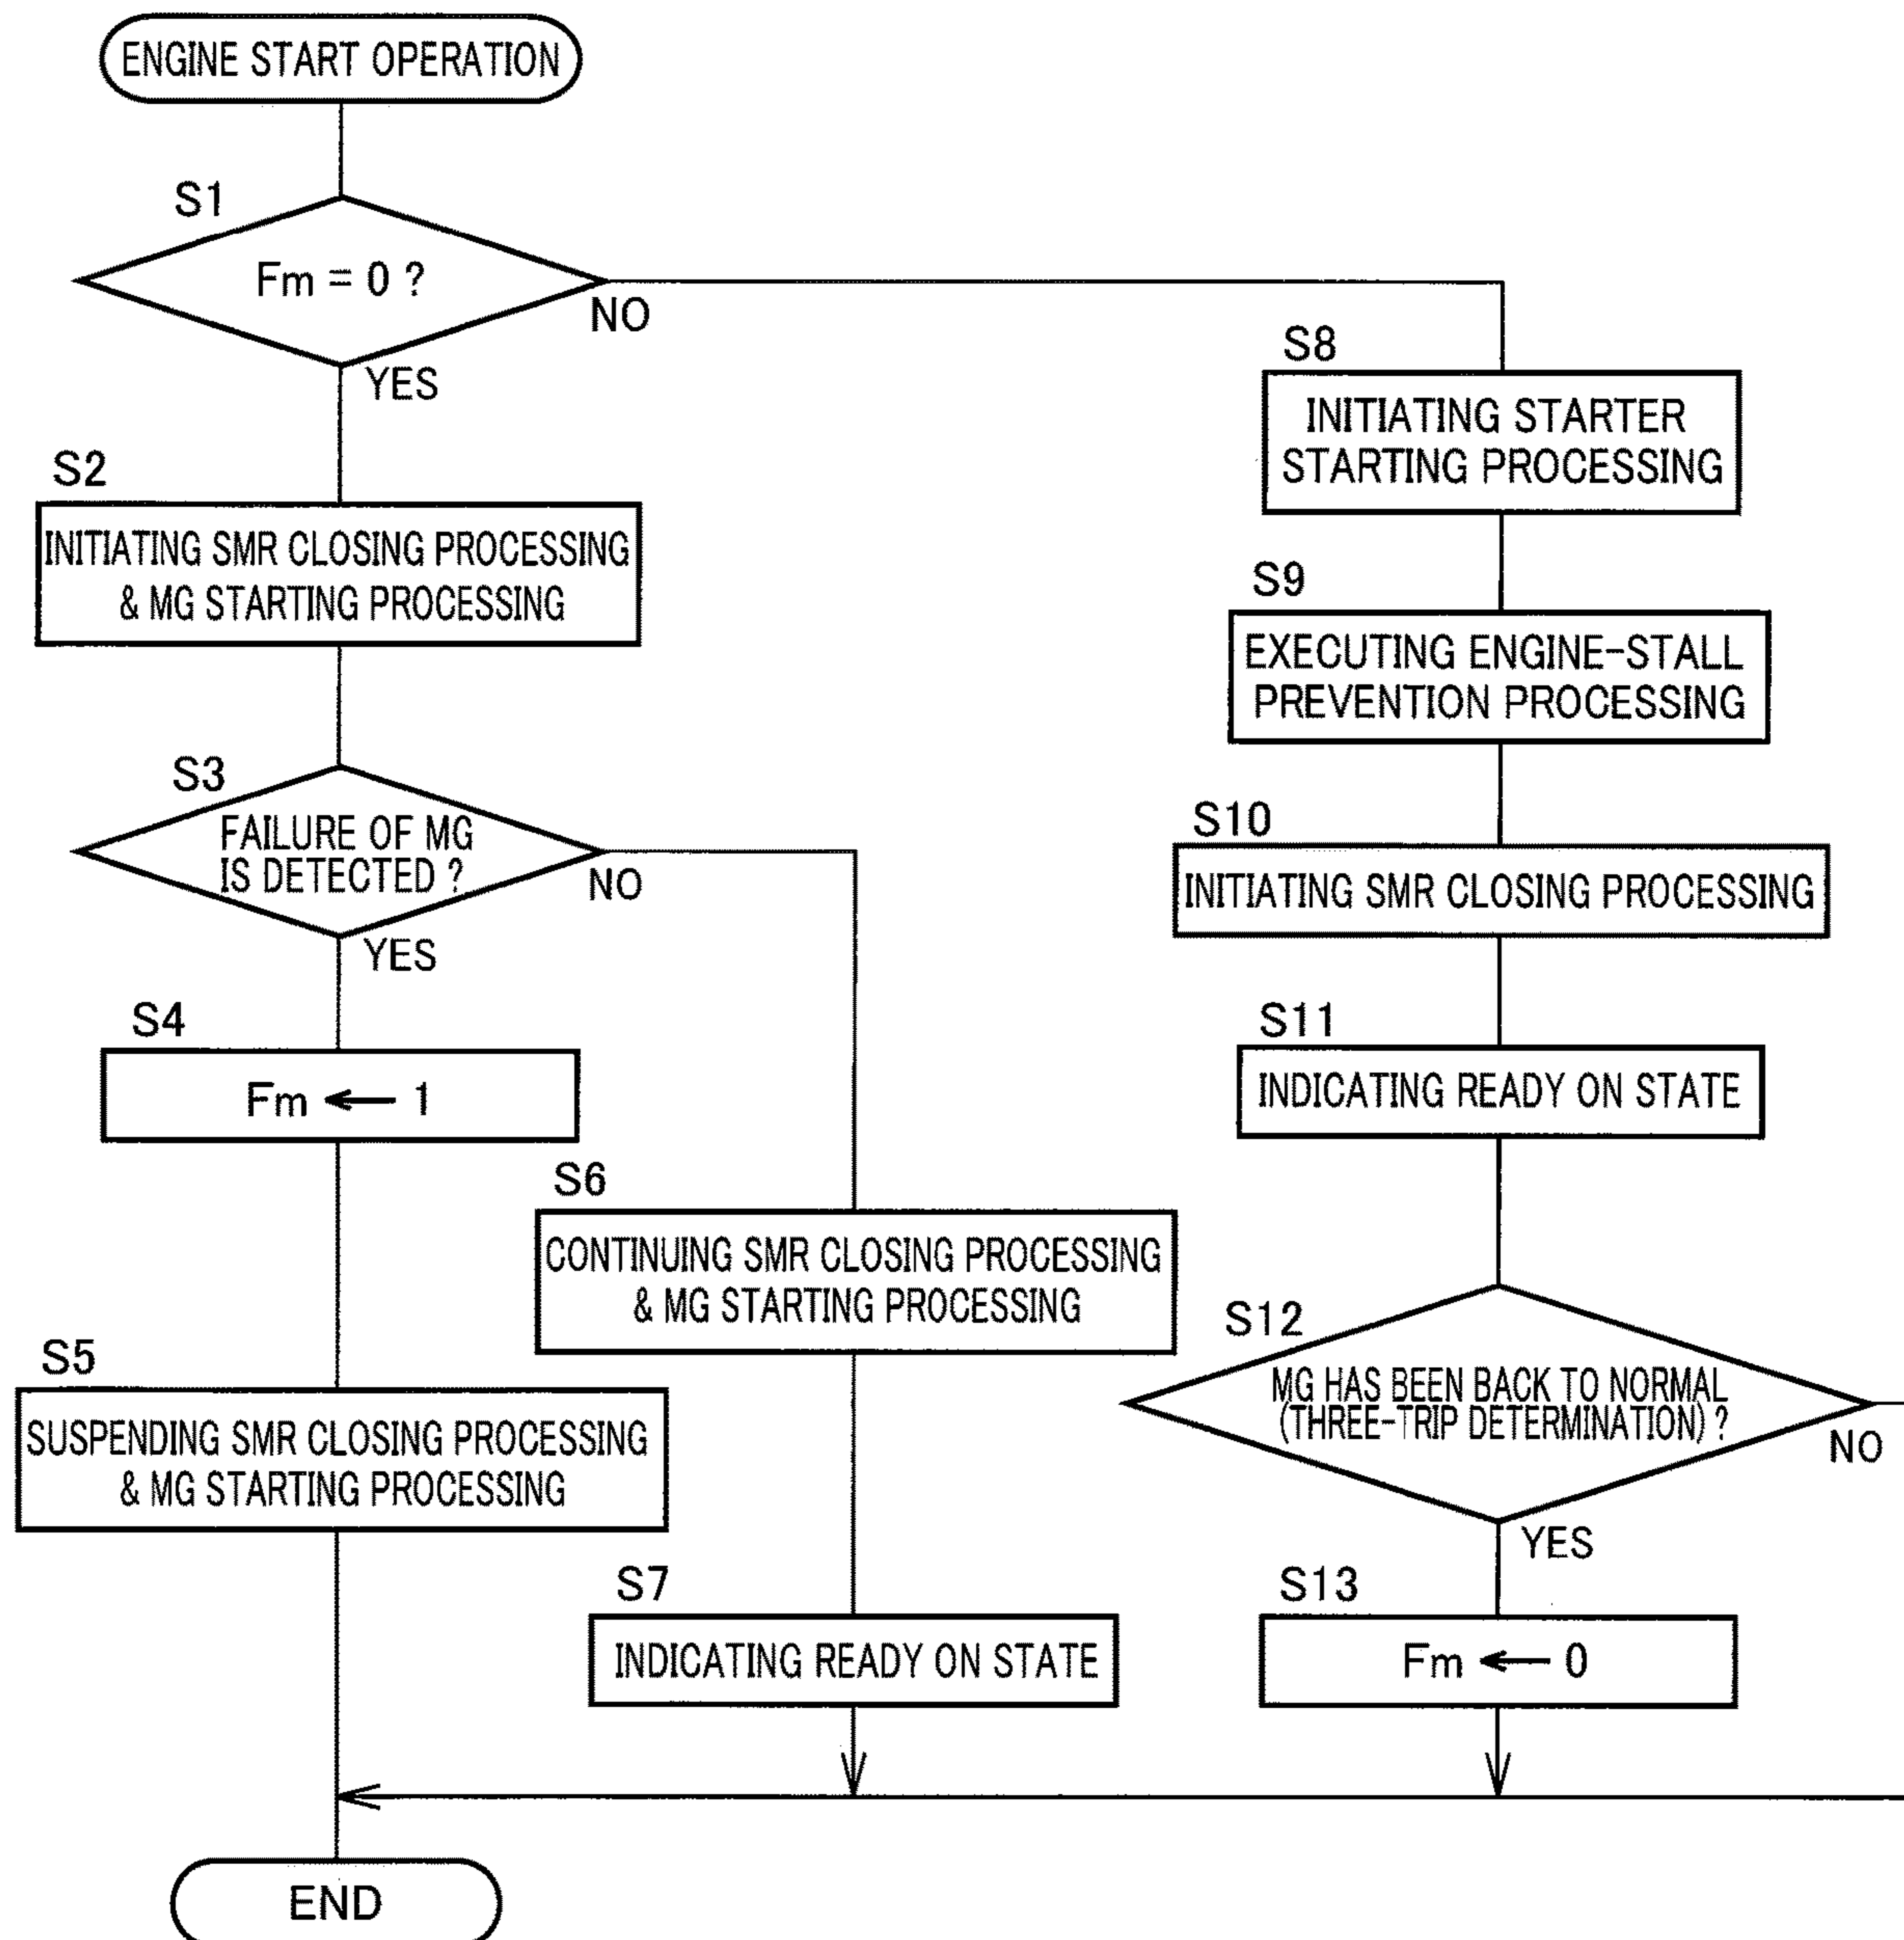 ENGINE START OPERATION
S1
Fm = 0 ?
NO
YES
S2
INITIATING SMR CLOSING PROCESSING
& MG STARTING PROCESSING
S3
FAILURE OF MG
IS DETECTED ?
NO
YES
S4
Fm ← 1
S5
SUSPENDING SMR CLOSING PROCESSING
& MG STARTING PROCESSING
S6
CONTINUING SMR CLOSING PROCESSING
& MG STARTING PROCESSING
S7
INDICATING READY ON STATE
S8
INITIATING STARTER
STARTING PROCESSING
S9
EXECUTING ENGINE-STALL
PREVENTION PROCESSING
S10
INITIATING SMR CLOSING PROCESSING
S11
INDICATING READY ON STATE
S12
MG HAS BEEN BACK TO NORMAL
(THREE-TRIP DETERMINATION) ?
NO
YES
S13
Fm ← 0
END